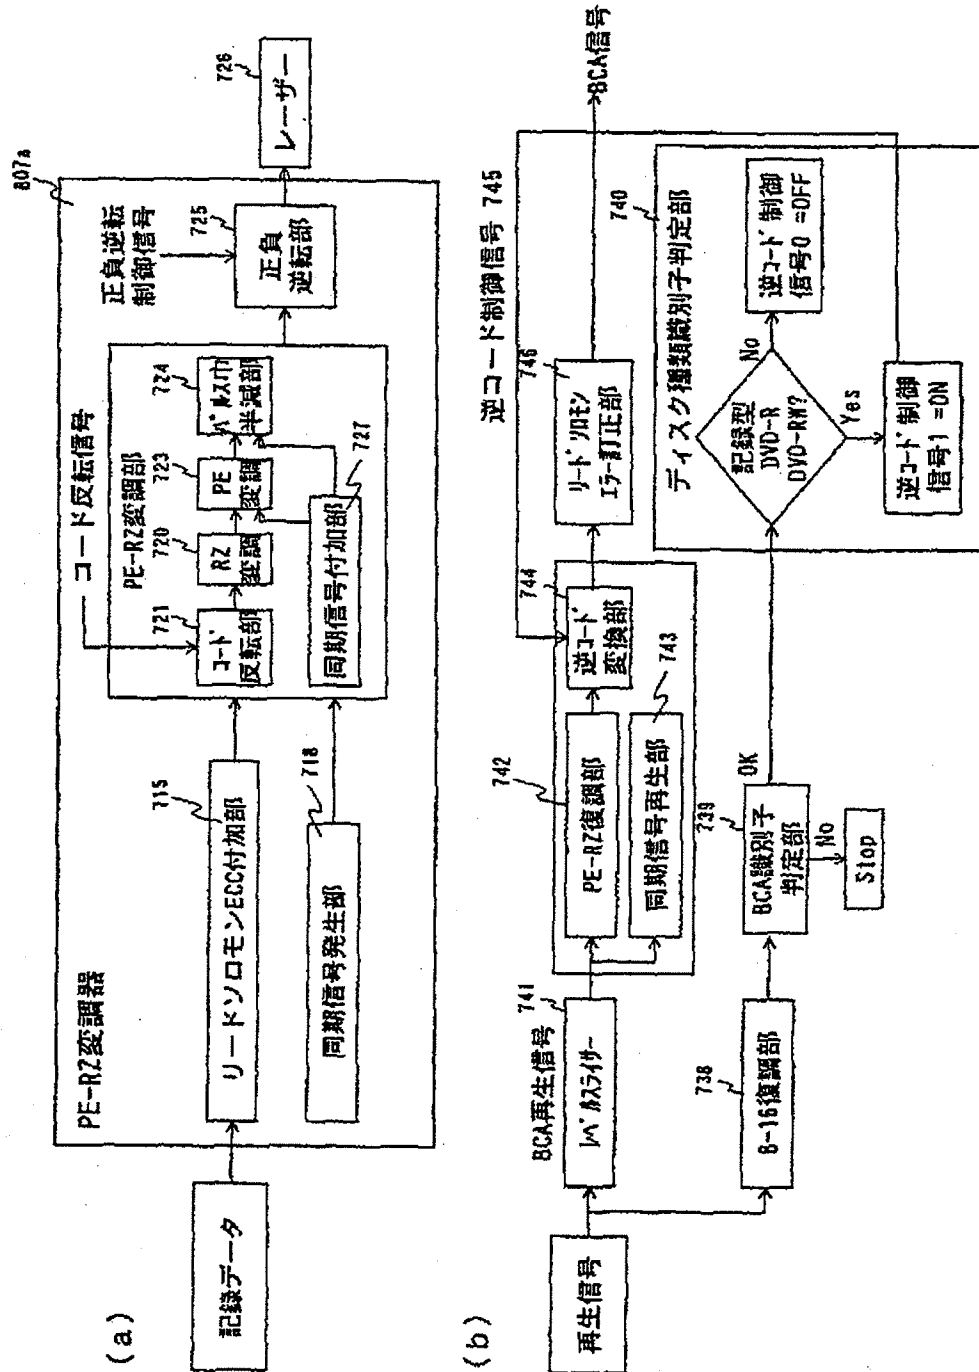 (a)
記録データ
PE-RZ変調器
807a
リードソロモンECC付加部
715
同期信号発生部
718
コード反転信号
PE-RZ変調部
721
コード
反転部
720
RZ
変調
723
PE
変調
724
パルス巾
半減部
同期信号付加部
727
正負逆転
制御信号
725
正負
逆転部
726
レーザー
(b)
再生信号
BCA再生信号
741
レベルスライサー
738
8-16復調部
742
PE-RZ復調部
同期信号再生部
743
744
逆コード
変換部
逆コード制御信号 745
746
リードソロモン
エラー訂正部
BCA信号
739
BCA識別子
判定部
OK
No
Stop
740
ディスク種類識別子判定部
記録型
DVD-R
DVD-RW?
No
逆コード制御
信号0 =OFF
Yes
逆コード制御
信号1 =ON